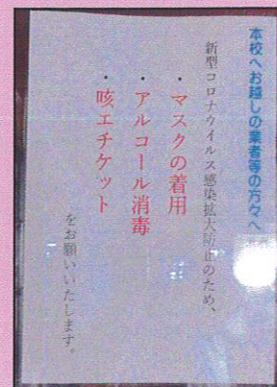 本校へお越しの業者等の方々へ
新型コロナウイルス感染拡大防止のため、
・マスクの着用
・アルコール消毒
・咳エチケット
をお願いいたします。